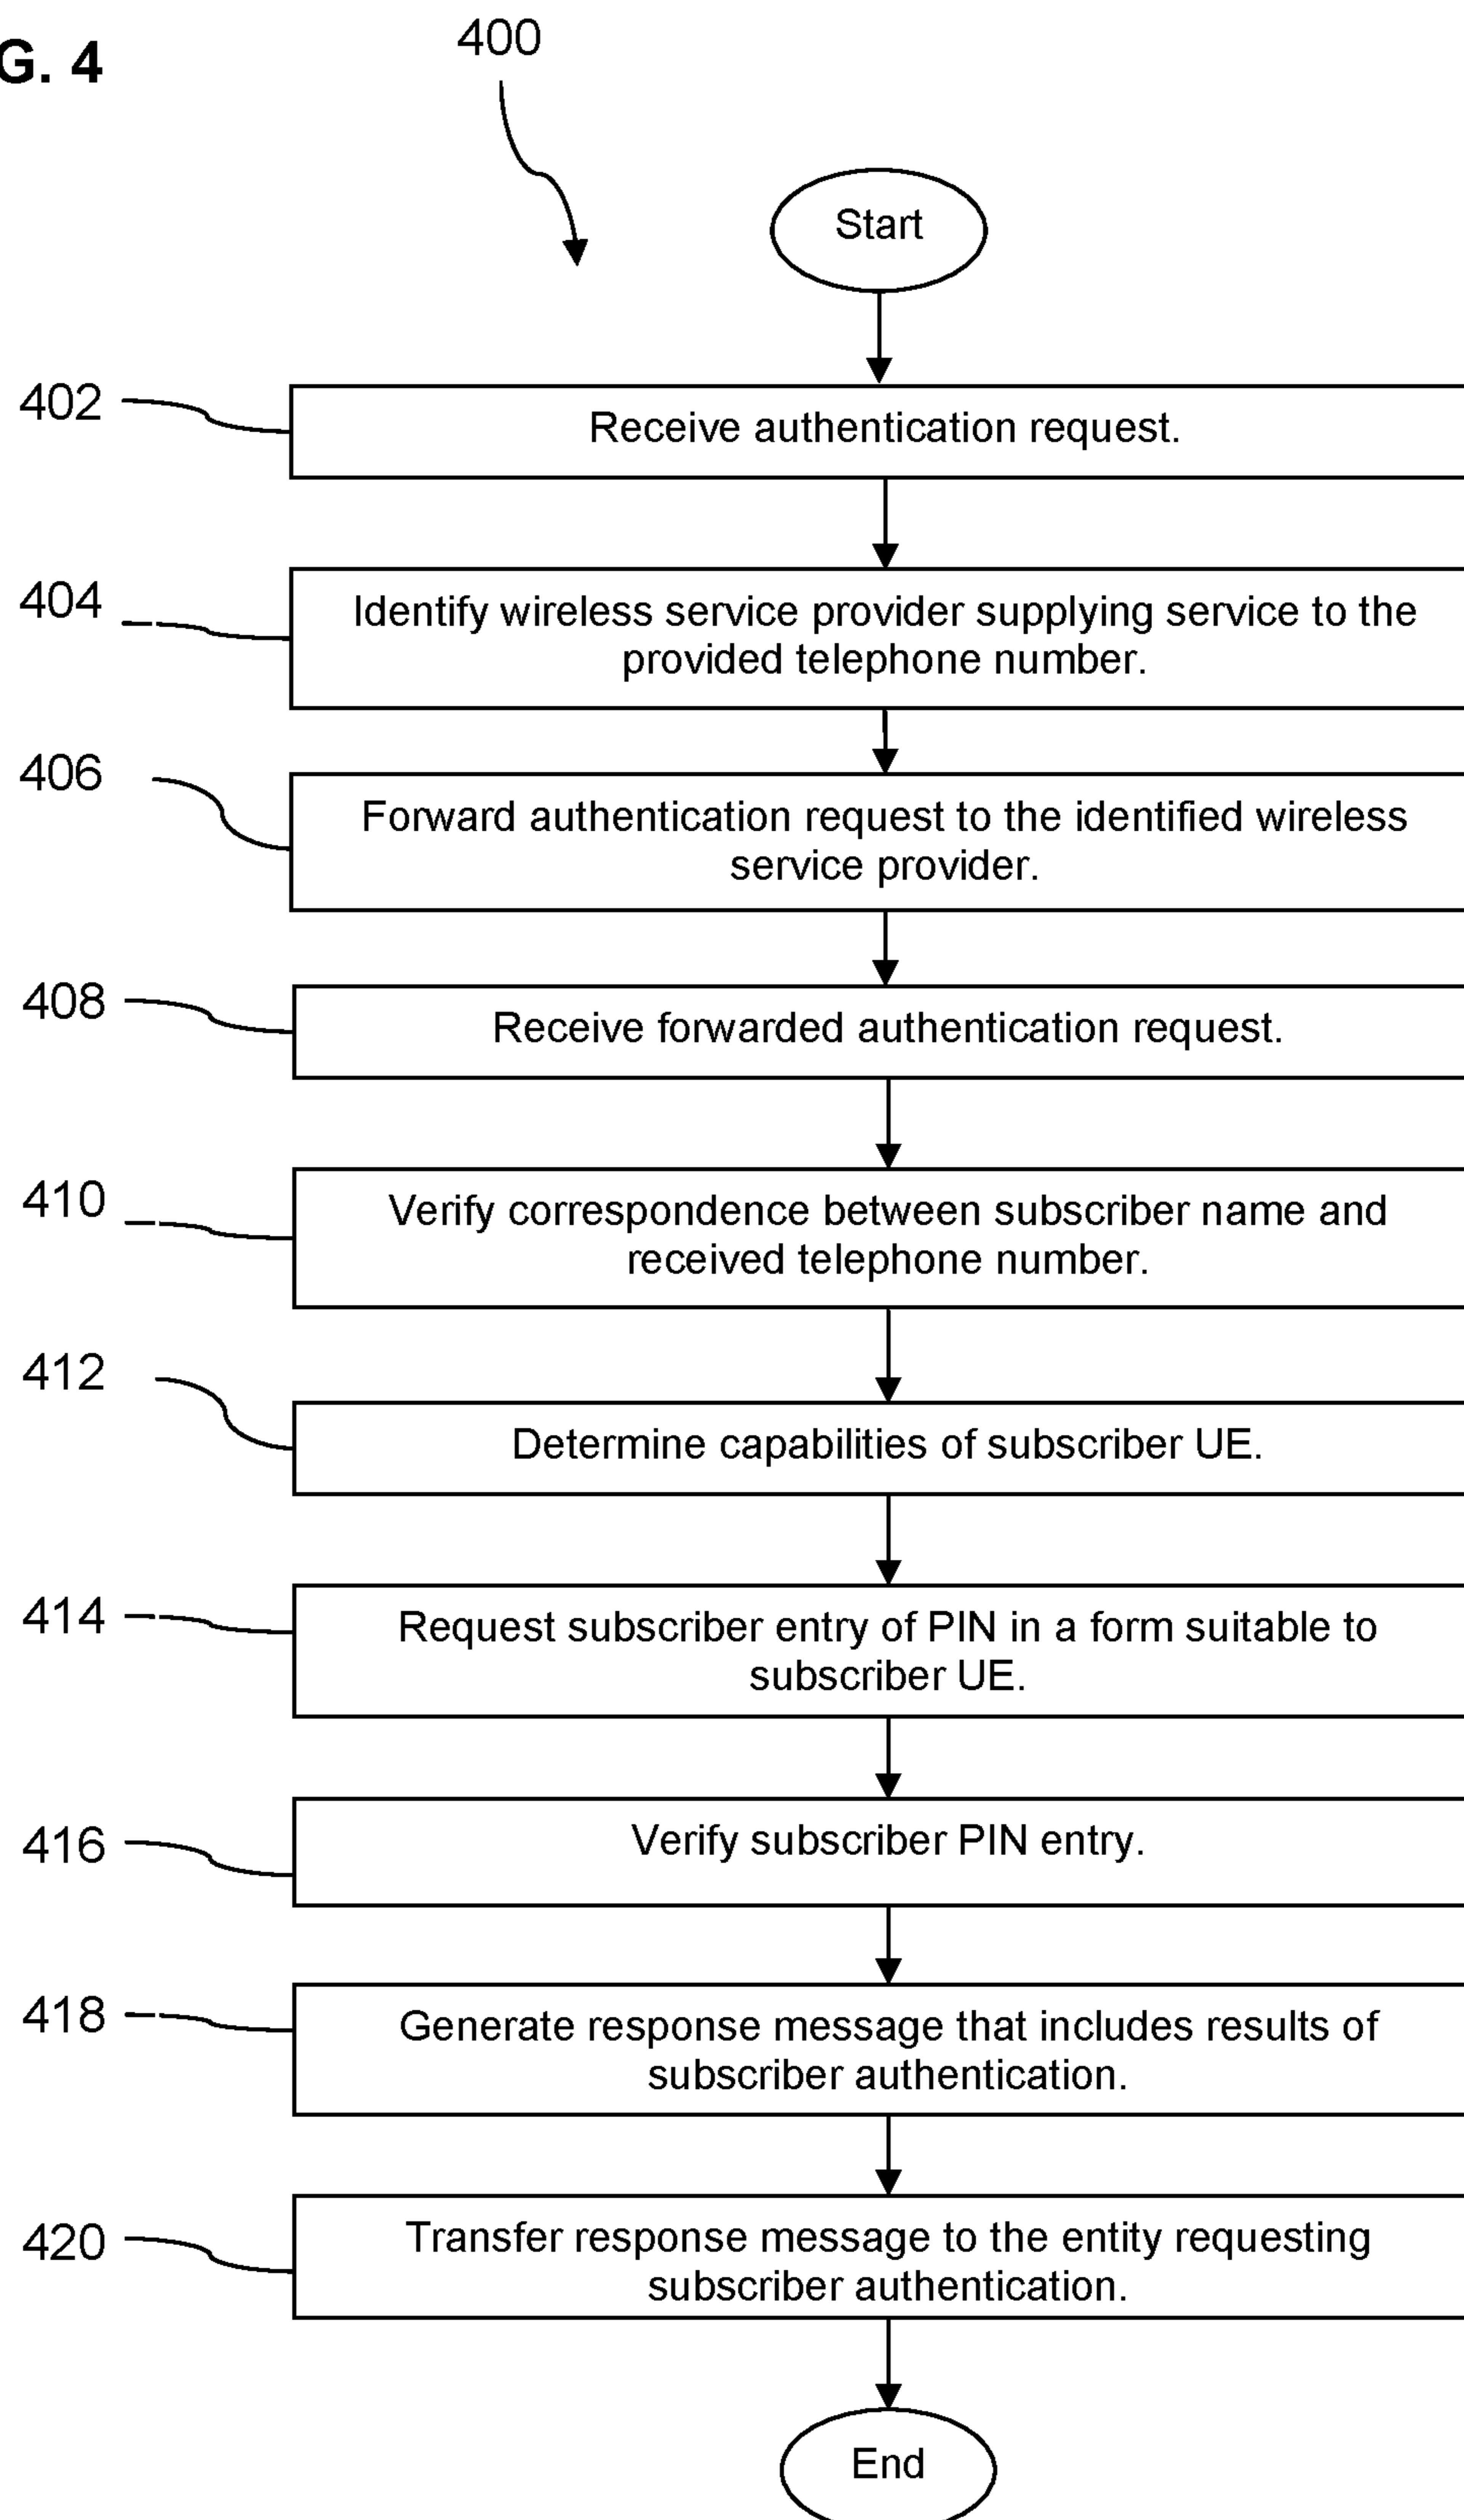 G. 4
400
Start
402
Receive authentication request.
404
Identify wireless service provider supplying service to the
provided telephone number.
406
Forward authentication request to the identified wireless
service provider.
408
Receive forwarded authentication request.
410
Verify correspondence between subscriber name and
received telephone number.
412
Determine capabilities of subscriber UE.
414
Request subscriber entry of PIN in a form suitable to
subscriber UE.
416
Verify subscriber PIN entry.
418
Generate response message that includes results of
subscriber authentication.
420
Transfer response message to the entity requesting
subscriber authentication.
End